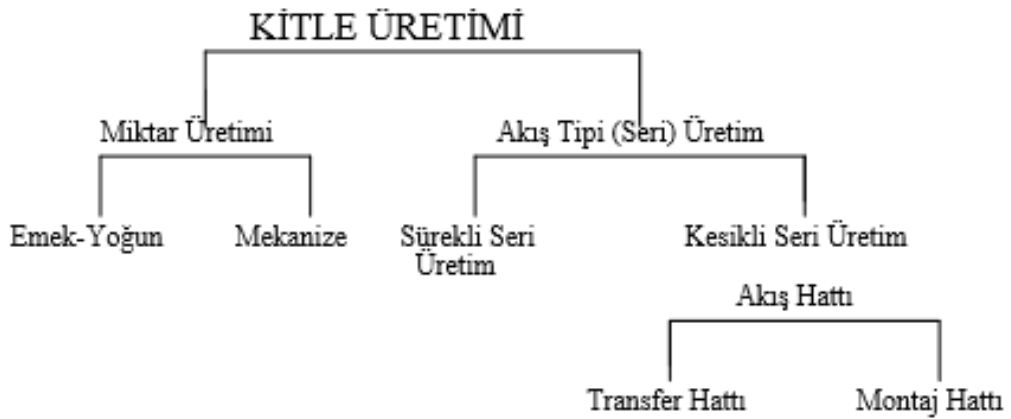 KİTLE ÜRETİMİ
Miktar Üretimi
Akış Tipi (Seri) Üretim
Emek-Yoğun
Mekanize
Sürekli Seri
Üretim
Kesikli Seri Üretim
Akış Hattı
Transfer Hattı
Montaj Hattı